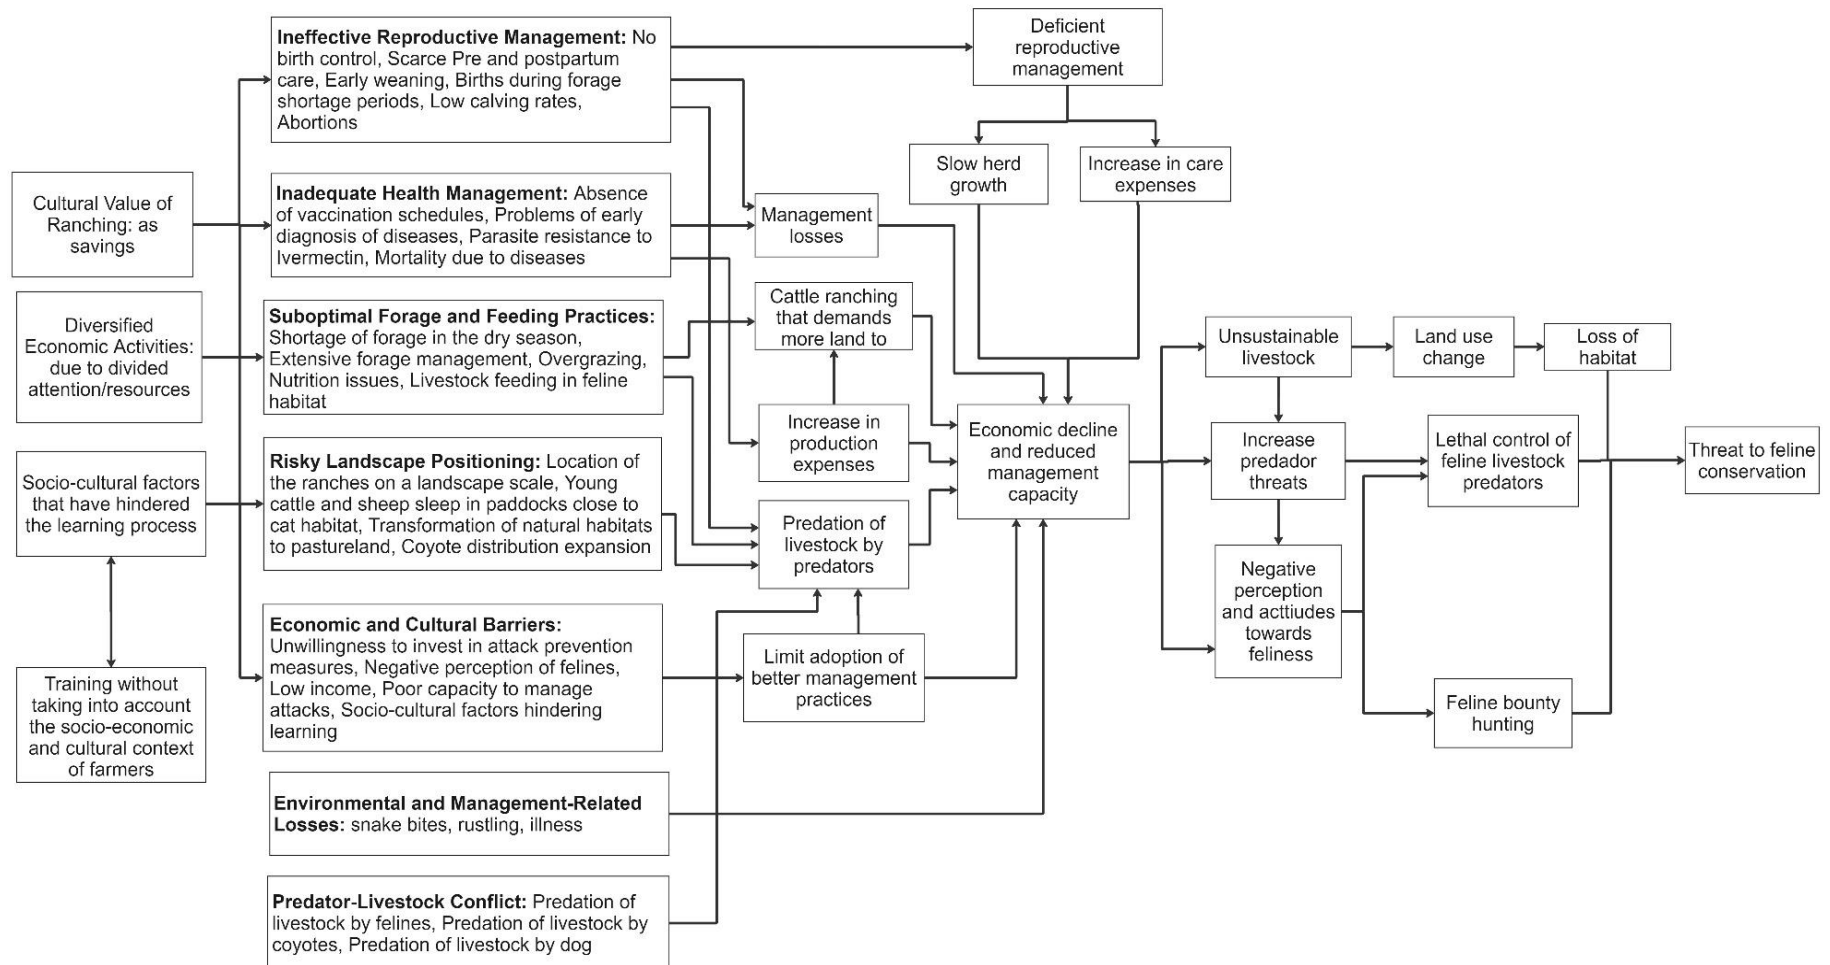 Cultural Value of
Ranching: as
savings
Diversified
Economic Activities:
due to divided
attention/resources
Socio-cultural factors
that have hindered
the learning process
Training without
taking into account
the socio-economic
and cultural context
of farmers
Ineffective Reproductive Management: No
birth control, Scarce Pre and postpartum
care, Early weaning, Births during forage
shortage periods, Low calving rates,
Abortions
Inadequate Health Management: Absence
of vaccination schedules, Problems of early
diagnosis of diseases, Parasite resistance to
Ivermectin, Mortality due to diseases
Suboptimal Forage and Feeding Practices:
Shortage of forage in the dry season,
Extensive forage management, Overgrazing,
Nutrition issues, Livestock feeding in feline
habitat
Risky Landscape Positioning: Location of
the ranches on a landscape scale, Young
cattle and sheep sleep in paddocks close to
cat habitat, Transformation of natural habitats
to pastureland, Coyote distribution expansion
Economic and Cultural Barriers:
Unwillingness to invest in attack prevention
measures, Negative perception of felines,
Low income, Poor capacity to manage
attacks, Socio-cultural factors hindering
learning
Environmental and Management-Related
Losses: snake bites, rustling, illness
Predator-Livestock Conflict: Predation of
livestock by felines, Predation of livestock by
coyotes, Predation of livestock by dog
Management
losses
Cattle ranching
that demands
more land to
Increase in
production
expenses
Predation of
livestock by
predators
Limit adoption of
better management
practices
Deficient
reproductive
management
Slow herd
growth
Increase in care
expenses
Economic decline
and reduced
management
capacity
Unsustainable
livestock
Increase
predador
threats
Negative
perception
and acttiudes
towards
feliness
Land use
change
Loss of
habitat
Lethal control of
feline livestock
predators
Feline bounty
hunting
Threat to feline
conservation